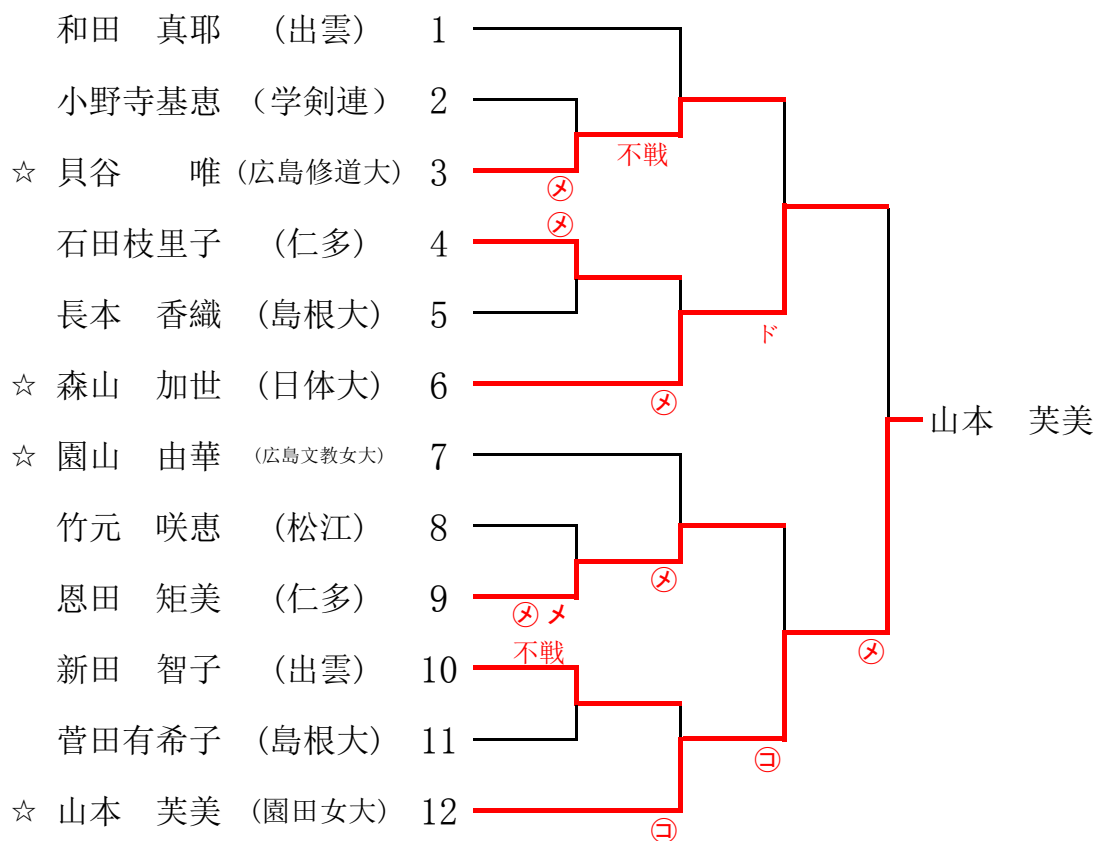 和田　真耶　(出雲)　1
小野寺基恵　（学剣連）　2
不戦
☆ 貝谷　　唯 (広島修道大)　3
㋱
㋱
石田枝里子　(仁多)　4
長本　香織　(島根大)　5
ド
☆ 森山　加世　(日体大)　6
㋱
山本　芙美
☆ 園山　由華　(広島文教女大)　7
竹元　咲恵　(松江)　8
㋱
恩田　矩美　(仁多)　9
㋱ メ
不戦
㋱
新田　智子　(出雲)　10
菅田有希子　(島根大)　11
㋙
☆ 山本　芙美　(園田女大)　12
㋙